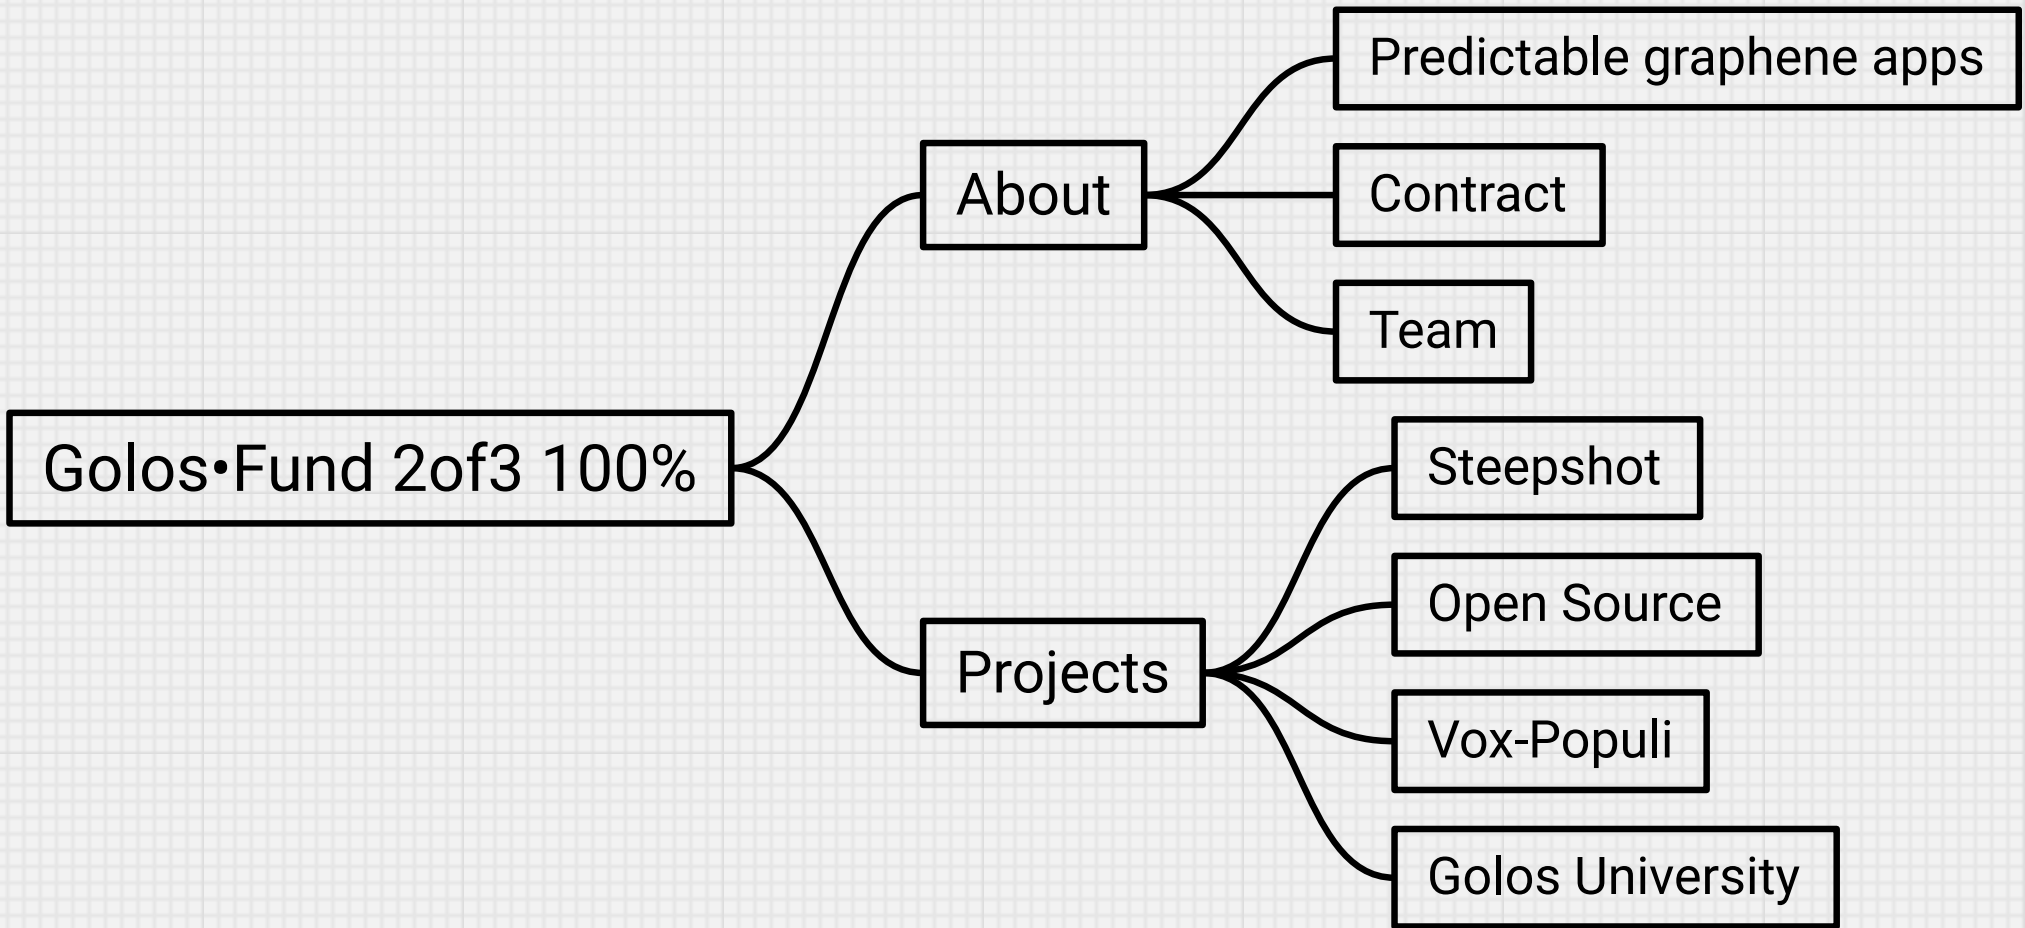 Golos•Fund 2of3 100%
About
Predictable graphene apps
Contract
Team
Projects
Steepshot
Open Source
Vox-Populi
Golos University